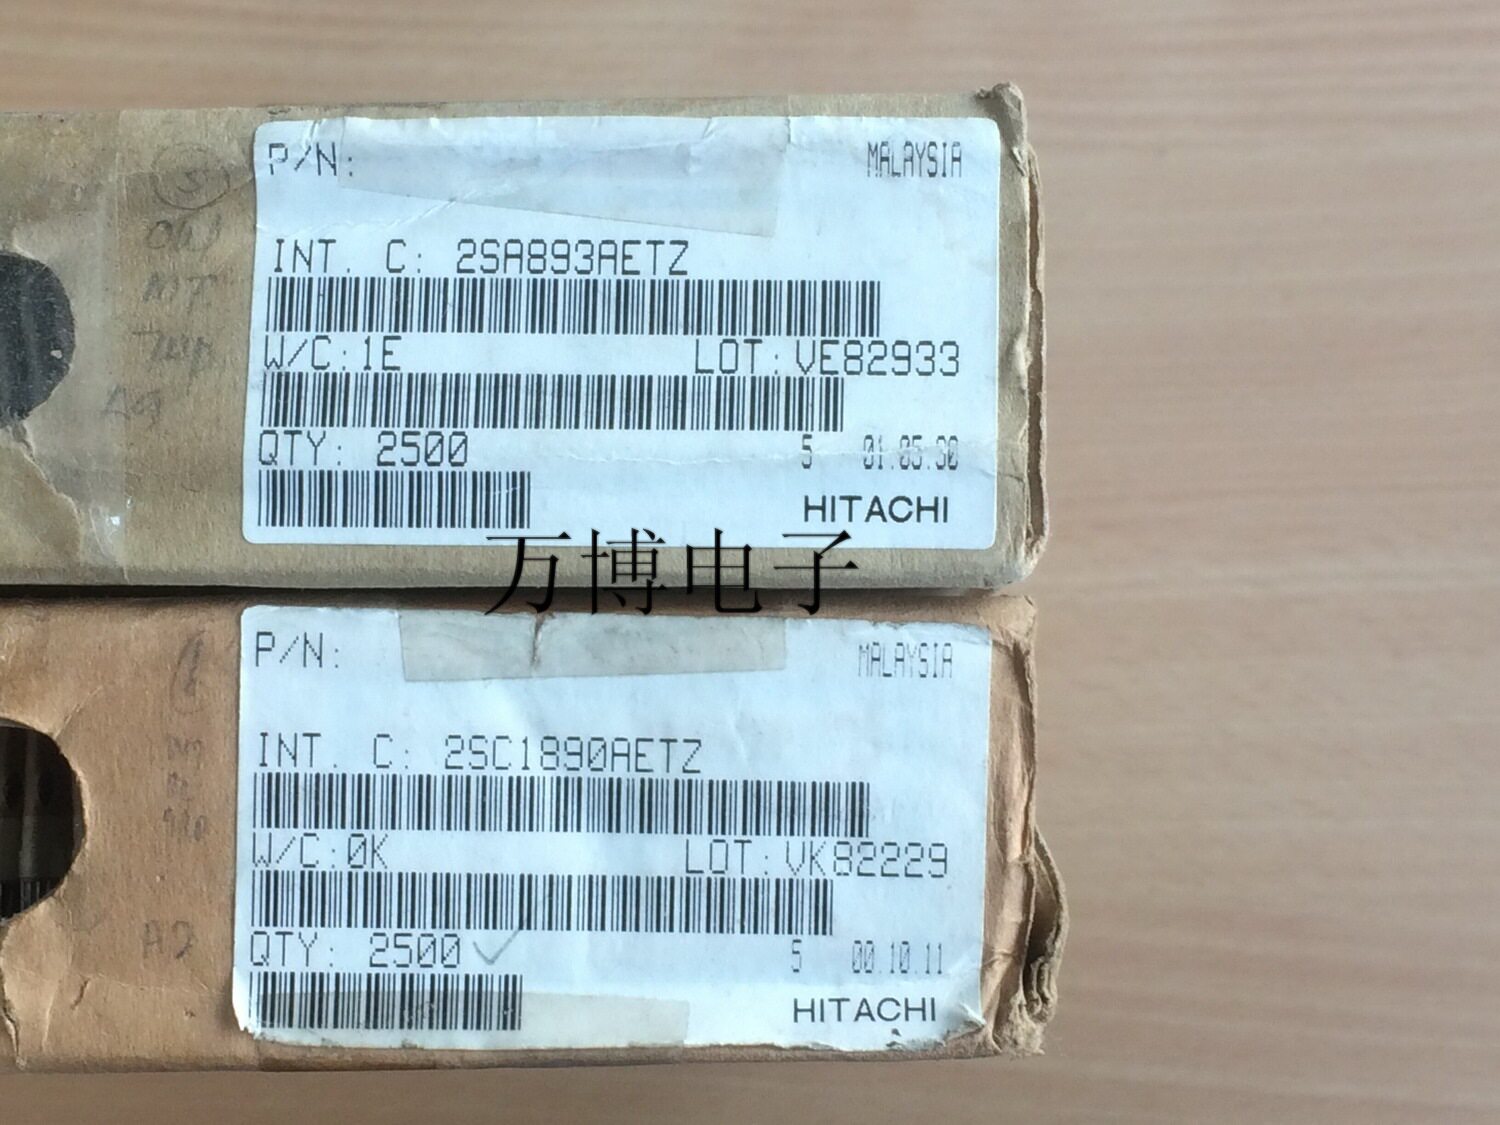 P/N:
MALAYSIA
INT. C: 2SA893AETZ
W/C:1E LOT:VE82933
QTY: 2500 5 01.05.30
HITACHI
万博电子
P/N:
MALAYSIA
INT. C: 2SC1890AETZ
W/C:0K LOT:VK82229
QTY: 2500 5 00.10.11
HITACHI